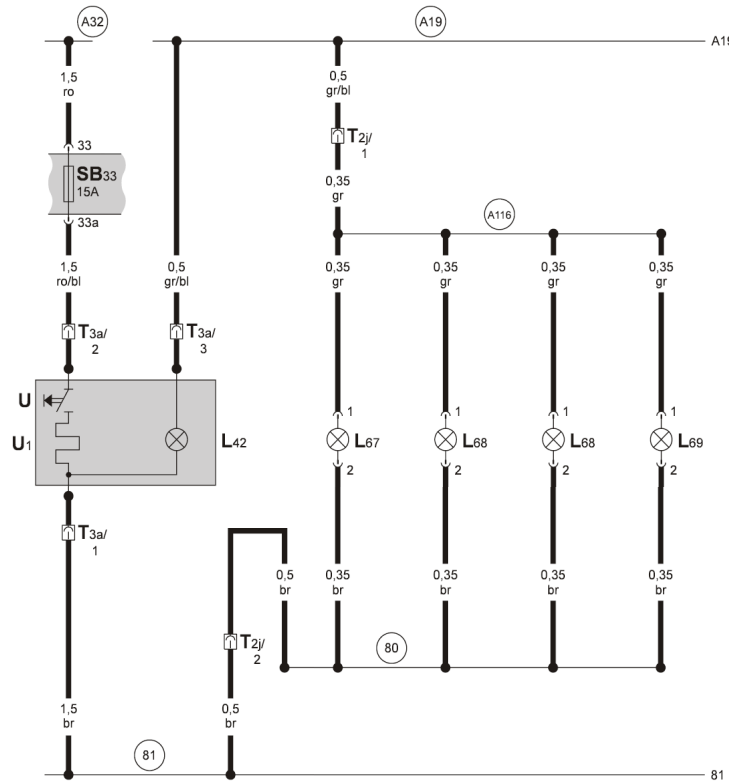 A32
A19
A19
1,5
ro
0,5
gr/bl
T2j/
1
33
SB33
15A
0,35
gr
33a
A116
1,5
ro/bl
0,5
gr/bl
0,35
gr
0,35
gr
0,35
gr
0,35
gr
T3a/
2
T3a/
3
U
U1
L42
1
1
1
1
L67
L68
L68
L69
2
2
2
2
T3a/
1
0,5
br
0,35
br
0,35
br
0,35
br
0,35
br
T2j/
2
80
1,5
br
0,5
br
81
81